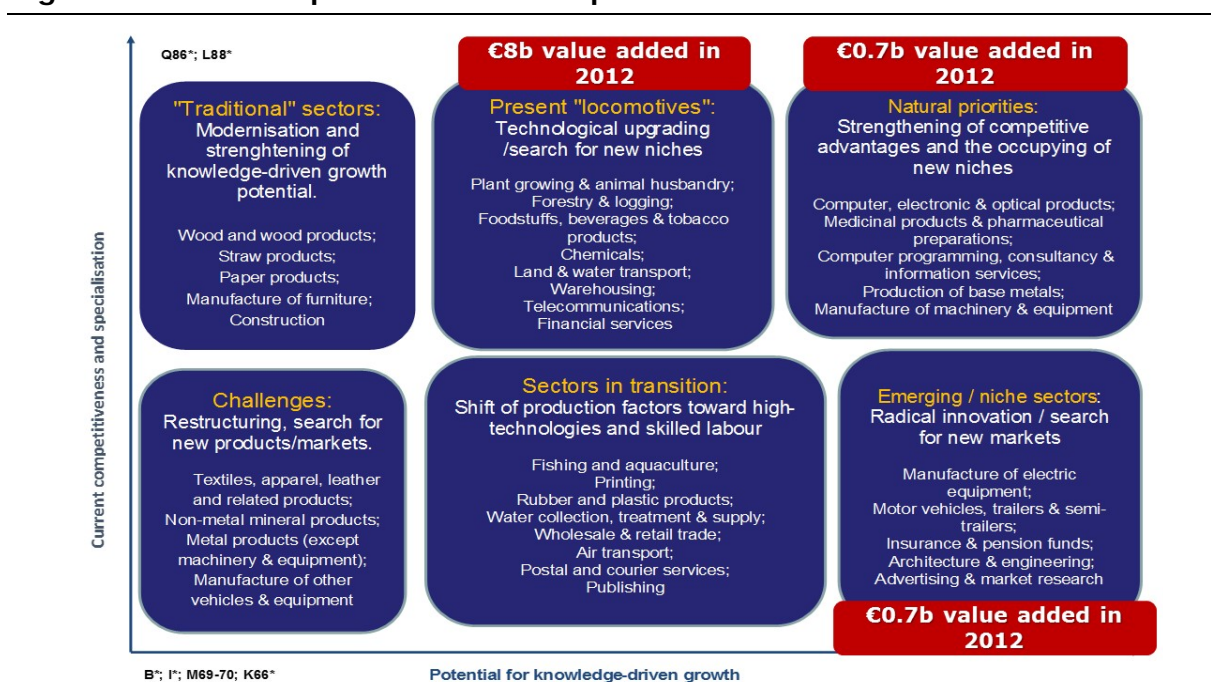 Q86*; L88*
€8b value added in
2012
€0.7b value added in
2012
"Traditional" sectors:
Modernisation and
strenghtening of
knowledge-driven growth
potential.
Wood and wood products;
Straw products;
Paper products;
Manufacture of furniture;
Construction
Present "locomotives":
Technological upgrading
/search for new niches
Plant growing & animal husbandry;
Forestry & logging;
Foodstuffs, beverages & tobacco
products;
Chemicals;
Land & water transport;
Warehousing;
Telecommunications;
Financial services
Natural priorities:
Strengthening of competitive
advantages and the occupying of
new niches
Computer, electronic & optical products;
Medicinal products & pharmaceutical
preparations;
Computer programming, consultancy &
information services;
Production of base metals;
Manufacture of machinery & equipment
Current competitiveness and specialisation
Challenges:
Restructuring, search for
new products/markets.
Textiles, apparel, leather
and related products;
Non-metal mineral products;
Metal products (except
machinery & equipment);
Manufacture of other
vehicles & equipment
Sectors in transition:
Shift of production factors toward high-
technologies and skilled labour
Fishing and aquaculture;
Printing;
Rubber and plastic products;
Water collection, treatment & supply;
Wholesale & retail trade;
Air transport;
Postal and courier services;
Publishing
Emerging / niche sectors:
Radical innovation / search
for new markets
Manufacture of electric
equipment;
Motor vehicles, trailers & semi-
trailers;
Insurance & pension funds;
Architecture & engineering;
Advertising & market research
€0.7b value added in
2012
B*; I*; M69-70; K66*
Potential for knowledge-driven growth